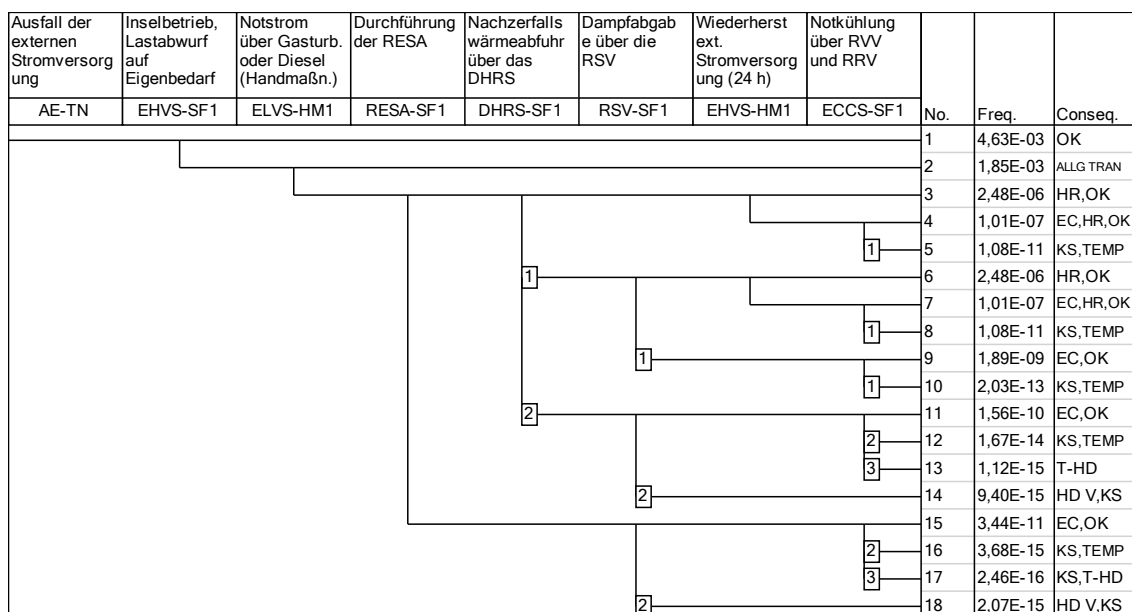 Ausfall der
externen
Stromversorg
ung
Inselbetrieb,
Lastabwurf
auf
Eigenbedarf
Notstrom
über Gasturb.
oder Diesel
(Handmaßn.)
Durchführung
der RESA
Nachzerfalls
wärmeabfuhr
über das
DHRS
Dampfabgab
e über die
RSV
Wiederherst
ext.
Stromversorg
ung (24 h)
Notkühlung
über RVV
und RRV
AE-TN EHVS-SF1 ELVS-HM1 RESA-SF1 DHRS-SF1 RSV-SF1 EHVS-HM1 ECCS-SF1 No. Freq. Conseq.
1 4,63E-03 OK
2 1,85E-03 ALLG TRAN
3 2,48E-06 HR,OK
4 1,01E-07 EC,HR,OK
1 5 1,08E-11 KS,TEMP
1 6 2,48E-06 HR,OK
7 1,01E-07 EC,HR,OK
1 8 1,08E-11 KS,TEMP
1 9 1,89E-09 EC,OK
1 10 2,03E-13 KS,TEMP
2 11 1,56E-10 EC,OK
2 12 1,67E-14 KS,TEMP
3 13 1,12E-15 T-HD
2 14 9,40E-15 HD V,KS
15 3,44E-11 EC,OK
2 16 3,68E-15 KS,TEMP
3 17 2,46E-16 KS,T-HD
2 18 2,07E-15 HD V,KS